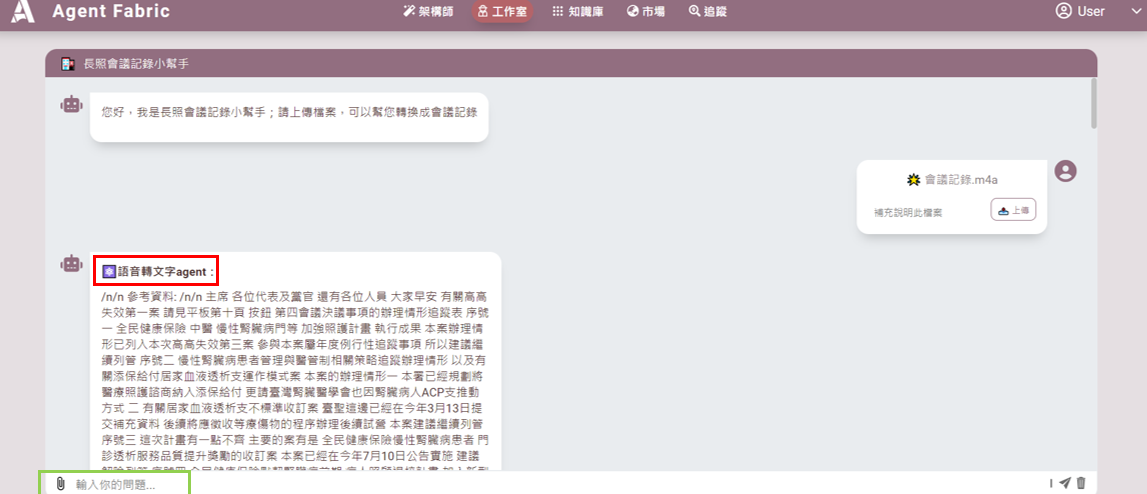 Agent Fabric
架構師
工作室
知識庫
市場
追蹤
User
長照會議記錄小幫手
您好，我是長照會議記錄小幫手；請上傳檔案，可以幫您轉換成會議記錄
會議記錄.m4a
補充說明此檔案
上傳
語音轉文字agent：
/n/n 參考資料: /n/n 主席 各位代表及黨官 還有各位人員 大家早安 有關高高
失效第一案 請見平板第十頁 按鈕 第四會議決議事項的辦理情形追蹤表 序號
一 全民健康保險 中醫 慢性腎臟病門等 加強照護計畫 執行成果 本案辦理情
形已列入本次高高失效第三案 參與本案屬年度例行性追蹤事項 所以建議繼
續列管 序號二 慢性腎臟病患者管理與醫管制相關策略追蹤辦理情形 以及有
關添保給付居家血液透析支運作模式案 本案的辦理情形一 本署已經規劃將
醫療照護諮商納入添保給付 更請臺灣腎臟醫學會也因腎臟病人ACP支推動
方式 二 有關居家血液透析支不標準收訂案 臺聖這邊已經在今年3月13日提
交補充資料 後續將應徵收等療傷物的程序辦理後續試營 本案建議繼續列管
序號三 這次計畫有一點不齊 主要的案有是 全民健康保險慢性腎臟病患者 門
診透析服務品質提升獎勵的收訂案 本案已經在今年7月10日公告實施 建議
輸入你的問題...